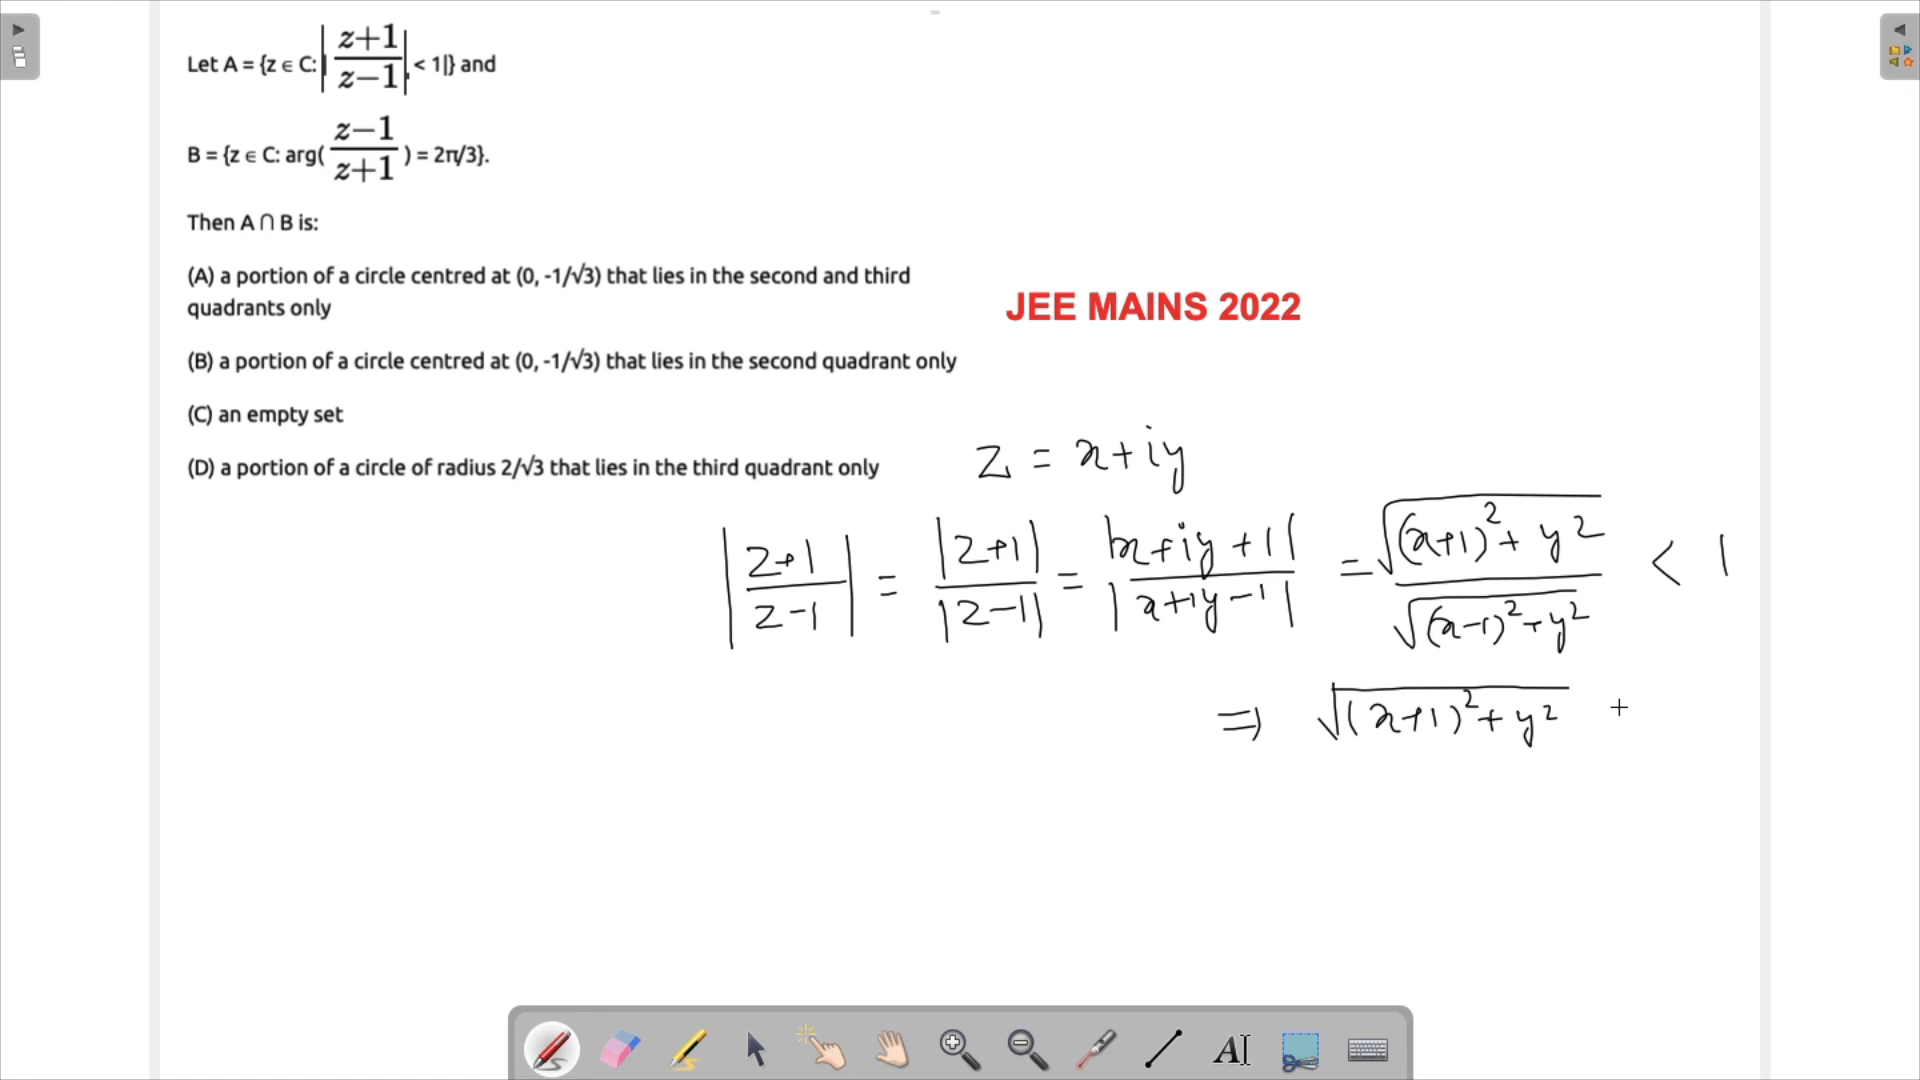 Let A = {z ∈ C: |z+1/z−1| < 1|} and
B = {z ∈ C: arg( z−1/z+1 ) = 2π/3}.
Then A ∩ B is:
(A) a portion of a circle centred at (0, -1/√3) that lies in the second and third
quadrants only
JEE MAINS 2022
(B) a portion of a circle centred at (0, -1/√3) that lies in the second quadrant only
(C) an empty set
(D) a portion of a circle of radius 2/√3 that lies in the third quadrant only
z = x+iy
|z+1/z-1| = |z+1|/|z-1| = |x+iy+1|/|x+iy-1| = √(x+1)²+y²/√(x-1)²+y² < 1
⇒ √(x+1)²+y²
AI